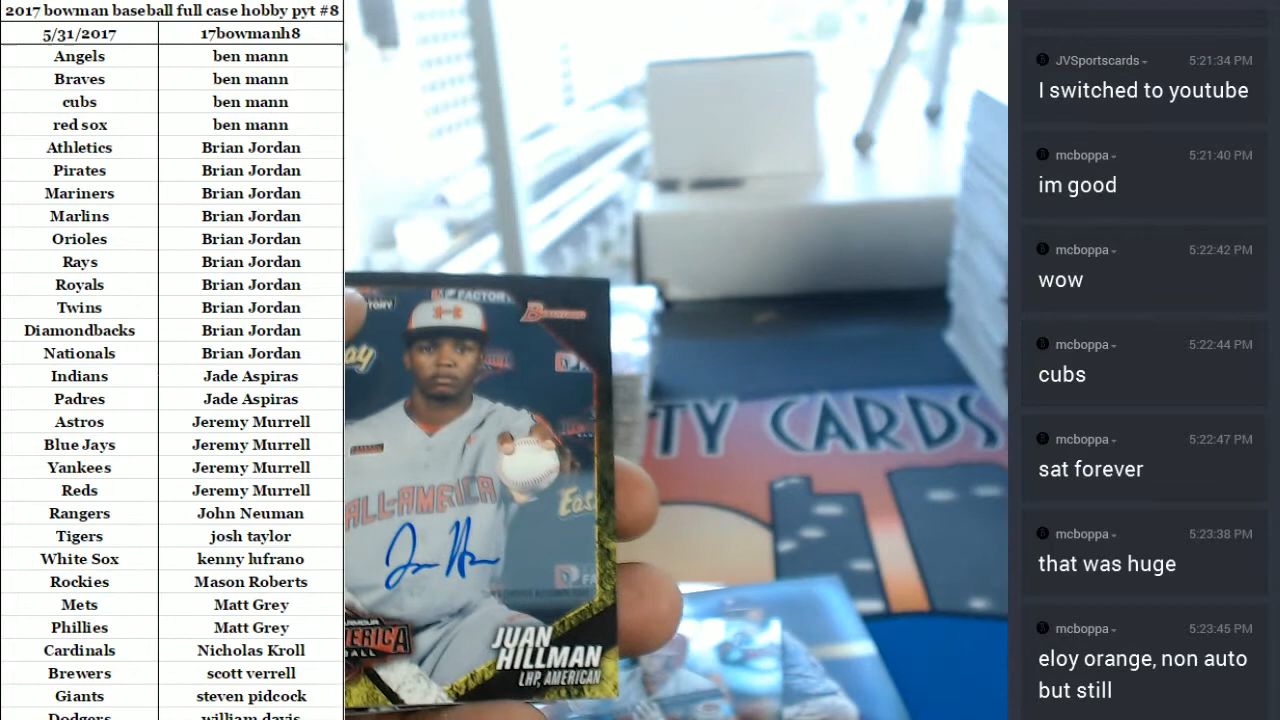 2017 bowman baseball full case hobby pyt #8
5/31/2017 17bowmanh8
Angels ben mann
Braves ben mann
cubs ben mann
red sox ben mann
Athletics Brian Jordan
Pirates Brian Jordan
Mariners Brian Jordan
Marlins Brian Jordan
Orioles Brian Jordan
Rays Brian Jordan
Royals Brian Jordan
Twins Brian Jordan
Diamondbacks Brian Jordan
Nationals Brian Jordan
Indians Jade Aspiras
Padres Jade Aspiras
Astros Jeremy Murrell
Blue Jays Jeremy Murrell
Yankees Jeremy Murrell
Reds Jeremy Murrell
Rangers John Neuman
Tigers josh taylor
White Sox kenny lufrano
Rockies Mason Roberts
Mets Matt Grey
Phillies Matt Grey
Cardinals Nicholas Kroll
Brewers scott verrell
Giants steven pidcock
Dodgers william davis
FACTORY
Bowman
ALL-AMERICA
East
ERICA
BALL
JUAN
HILLMAN
LHP, AMERICAN
TY CARDS
JVSportscards 5:21:34 PM
I switched to youtube
mcboppa 5:21:40 PM
im good
mcboppa 5:22:42 PM
wow
mcboppa 5:22:44 PM
cubs
mcboppa 5:22:47 PM
sat forever
mcboppa 5:23:38 PM
that was huge
mcboppa 5:23:45 PM
eloy orange, non auto
but still